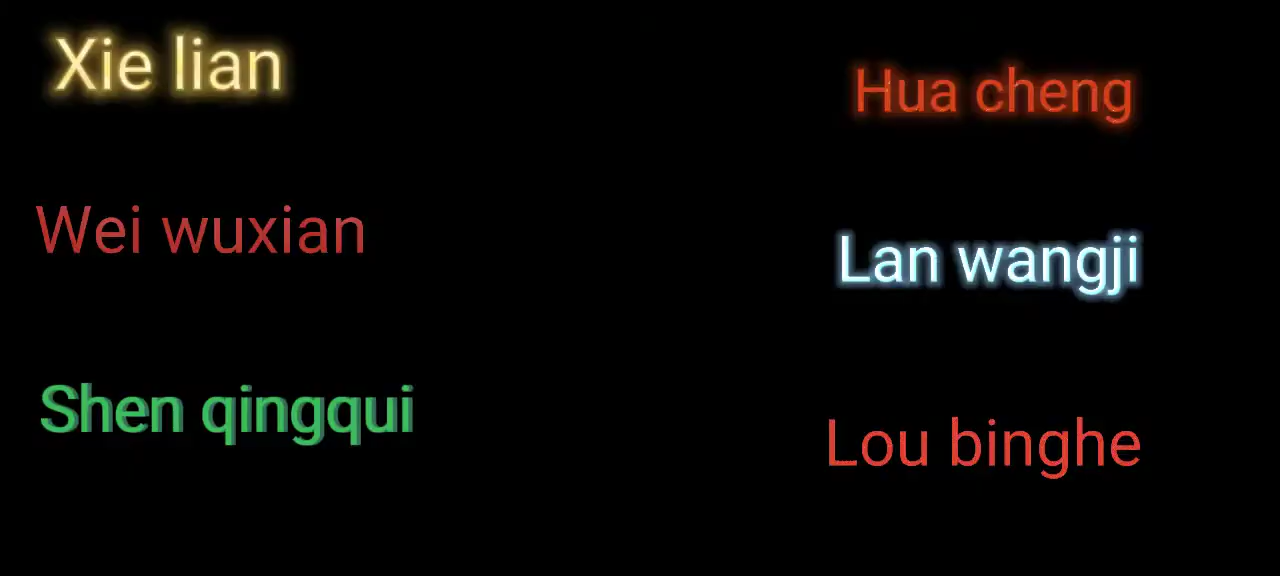 Xie lian
Hua cheng
Wei wuxian
Lan wangji
Shen qingqui
Lou binghe